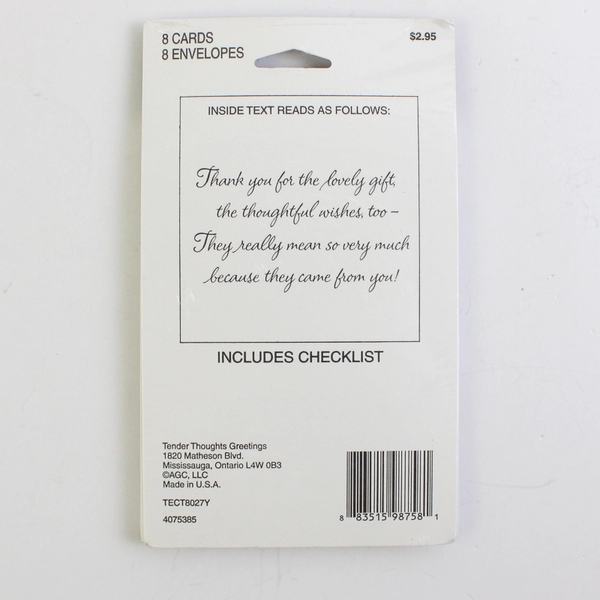 8 CARDS
8 ENVELOPES
$2.95
INSIDE TEXT READS AS FOLLOWS:
Thank you for the lovely gift,
the thoughtful wishes, too –
They really mean so very much
because they came from you!
INCLUDES CHECKLIST
Tender Thoughts Greetings
1820 Matheson Blvd.
Mississauga, Ontario L4W 0B3
©AGC, LLC
Made in U.S.A.
TECT8027Y
4075385
8 83515 98758 1